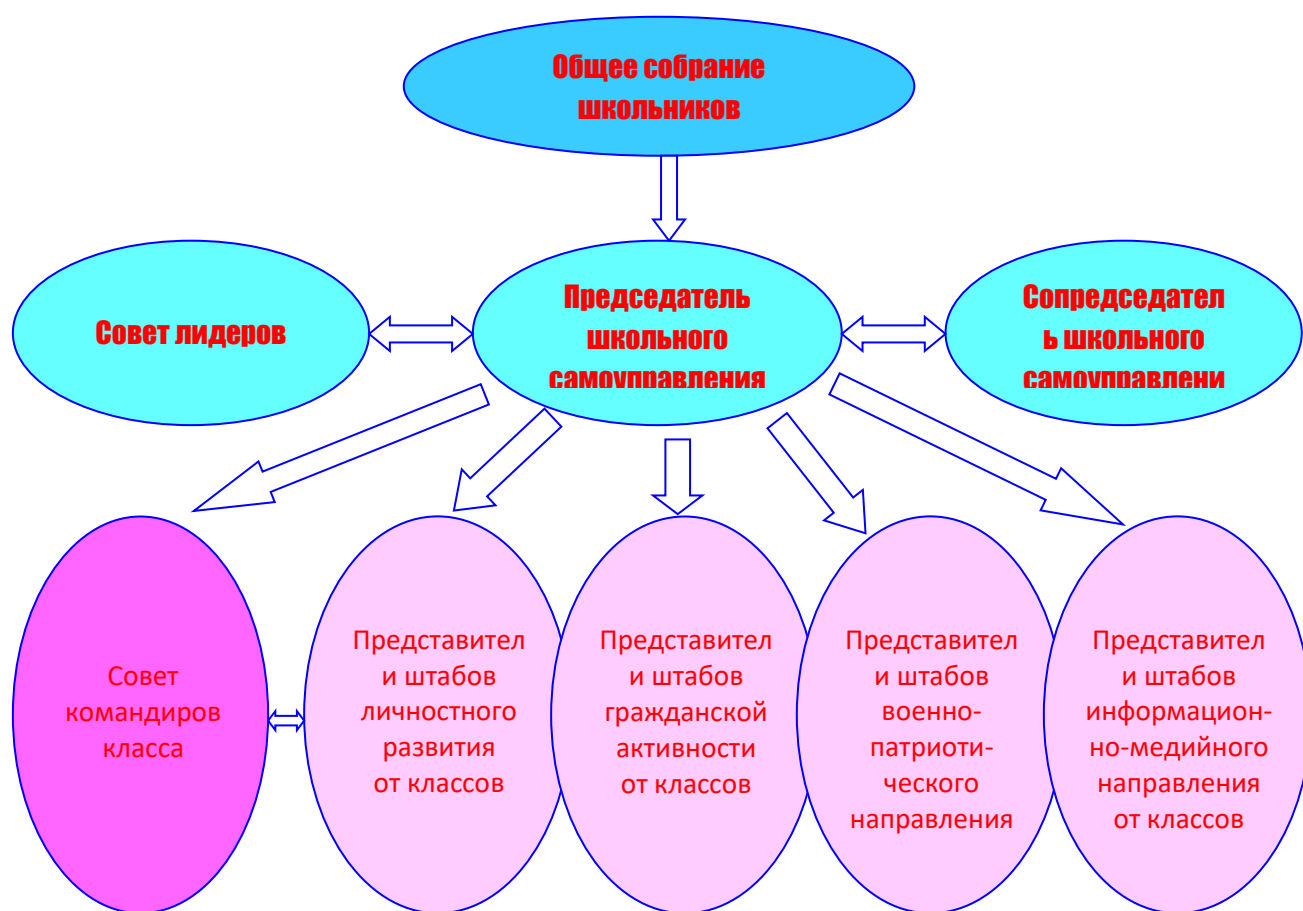 Общее собрание
школьников
Совет лидеров
Председатель
школьного
самоуправления
Сопредседател
ь школьного
самоуправлени
Совет
командиров
класса
Представител
и штабов
личностного
развития
от классов
Представител
и штабов
гражданской
активности
от классов
Представител
и штабов
военно-
патриоти-
ческого
направления
Представител
и штабов
информацион-
но-медийного
направления
от классов